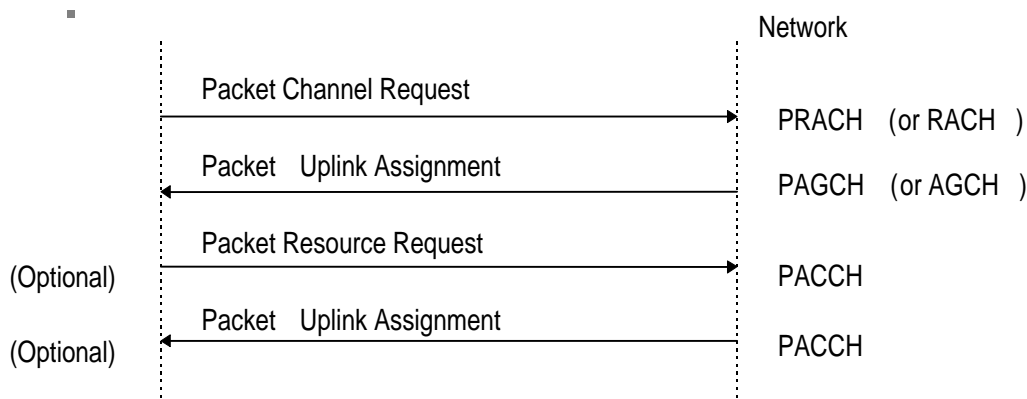 Network
Packet Channel Request
PRACH (or RACH )
Packet Uplink Assignment
PAGCH (or AGCH )
Packet Resource Request
(Optional)
PACCH
Packet Uplink Assignment
(Optional)
PACCH